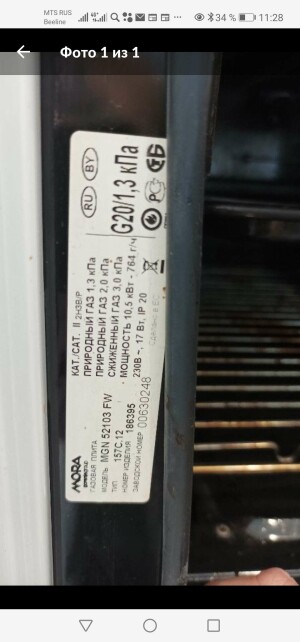 MTS RUS
Beeline
34 %
11:28
Фото 1 из 1
RU
BY
G20/1,3 кПа
КАТ./CAT. II 2H3B/P
ПРИРОДНЫЙ ГАЗ 1,3 кПа
ПРИРОДНЫЙ ГАЗ 2,0 кПа
СЖИЖЕННЫЙ ГАЗ 3,0 кПа
МОЩНОСТЬ 10,5 кВт - 764 г/ч
230В ~, 17 Вт, IP 20
MORA
ГАЗОВАЯ ПЛИТА
МОДЕЛЬ MGN 52103 FW
ТИП 157C.12
НОМЕР ИЗДЕЛИЯ 186395
ЗАВОДСКОЙ НОМЕР 00630248